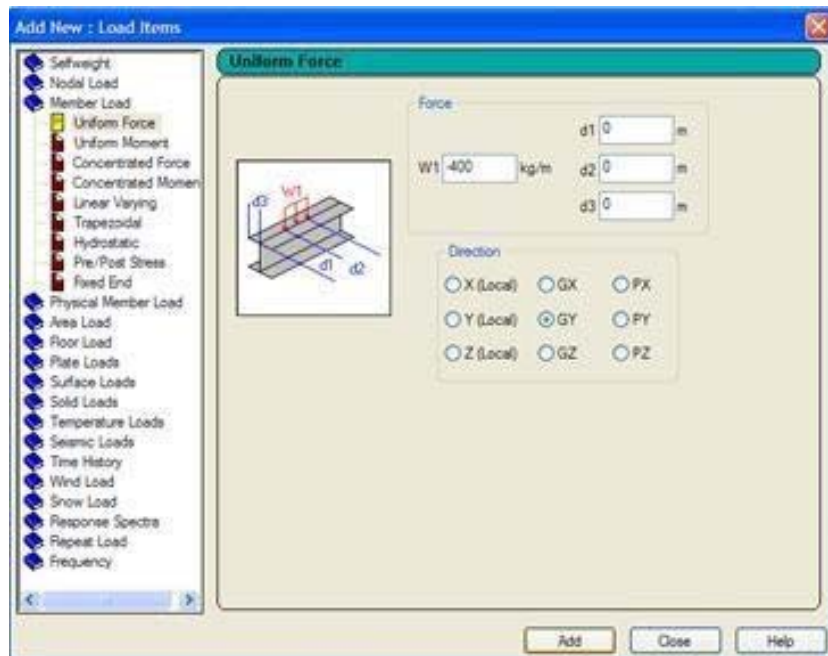 Add New : Load Items
Selfweight
Nodal Load
Member Load
Uniform Force
Uniform Moment
Concentrated Force
Concentrated Momen
Linear Varying
Trapezoidal
Hydrostatic
Pre/Post Stress
Fixed End
Physical Member Load
Area Load
Floor Load
Plate Loads
Surface Loads
Solid Loads
Temperature Loads
Seismic Loads
Time History
Wind Load
Snow Load
Response Spectra
Repeat Load
Frequency
Uniform Force
W1
d3
d1
d2
Force
d1 0 m
W1 -400 kg/m d2 0 m
d3 0 m
Direction
X (Local) GX PX
Y (Local) GY PY
Z (Local) GZ PZ
Add Close Help